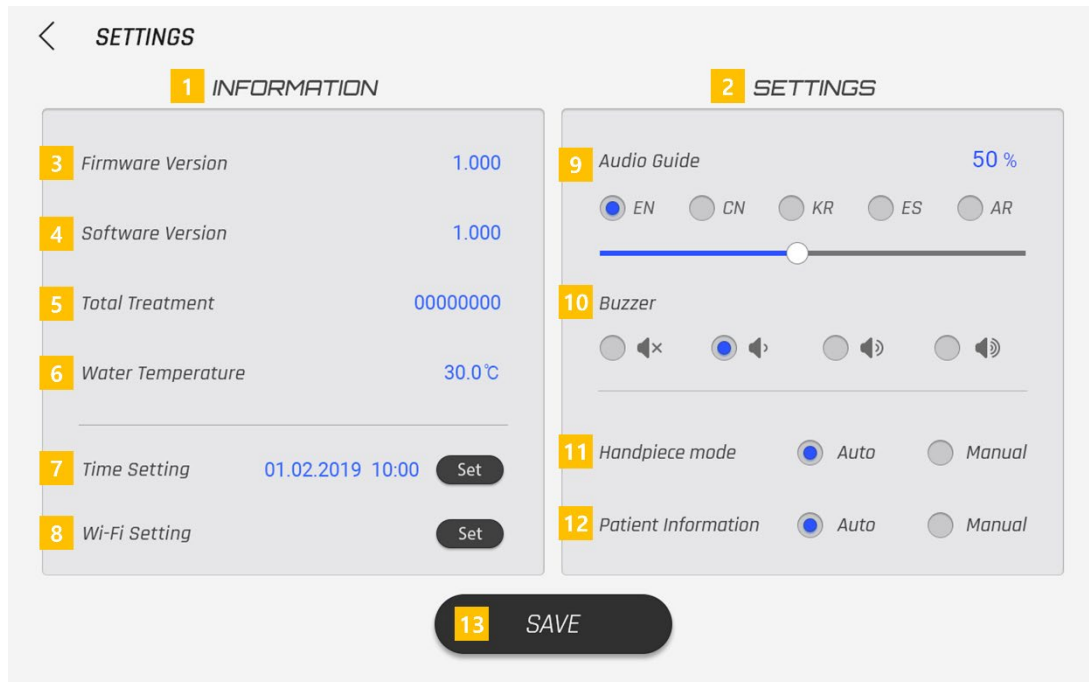 SETTINGS
1 INFORMATION
3 Firmware Version 1.000
4 Software Version 1.000
5 Total Treatment 00000000
6 Water Temperature 30.0℃
7 Time Setting 01.02.2019 10:00 Set
8 Wi-Fi Setting Set
2 SETTINGS
9 Audio Guide 50 %
EN CN KR ES AR
10 Buzzer
11 Handpiece mode Auto Manual
12 Patient Information Auto Manual
13 SAVE